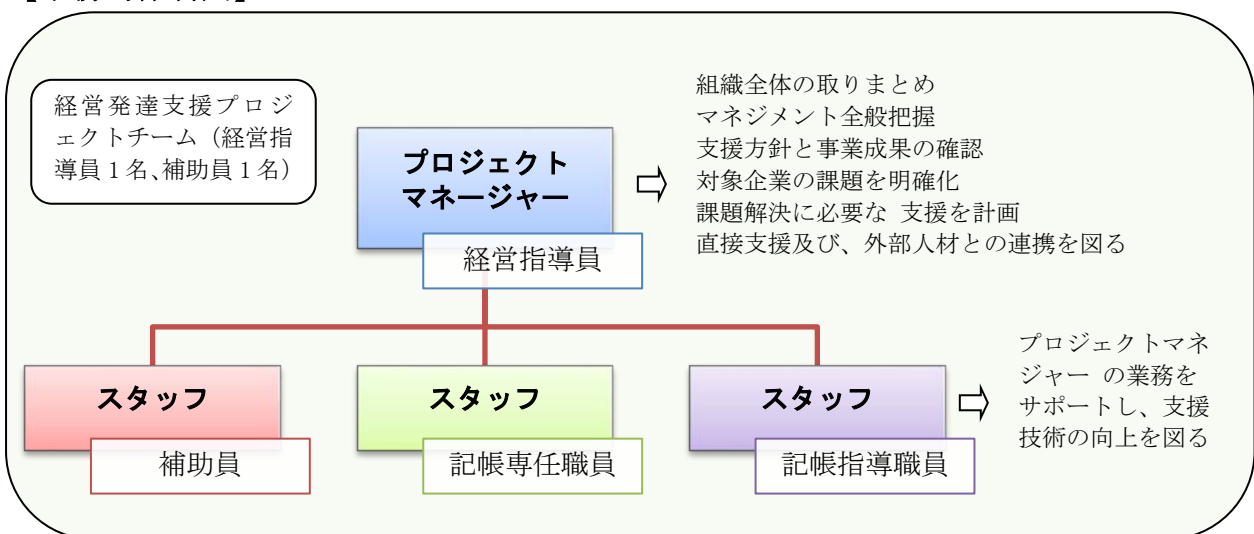 経営発達支援プロジ
ェクトチーム（経営指
導員１名、補助員１名）
プロジェクト
マネージャー
経営指導員
組織全体の取りまとめ
マネジメント全般把握
支援方針と事業成果の確認
対象企業の課題を明確化
課題解決に必要な 支援を計画
直接支援及び、外部人材との連携を図る
スタッフ
補助員
スタッフ
記帳専任職員
スタッフ
記帳指導職員
プロジェクトマネ
ジャー の業務を
サポートし、支援
技術の向上を図る